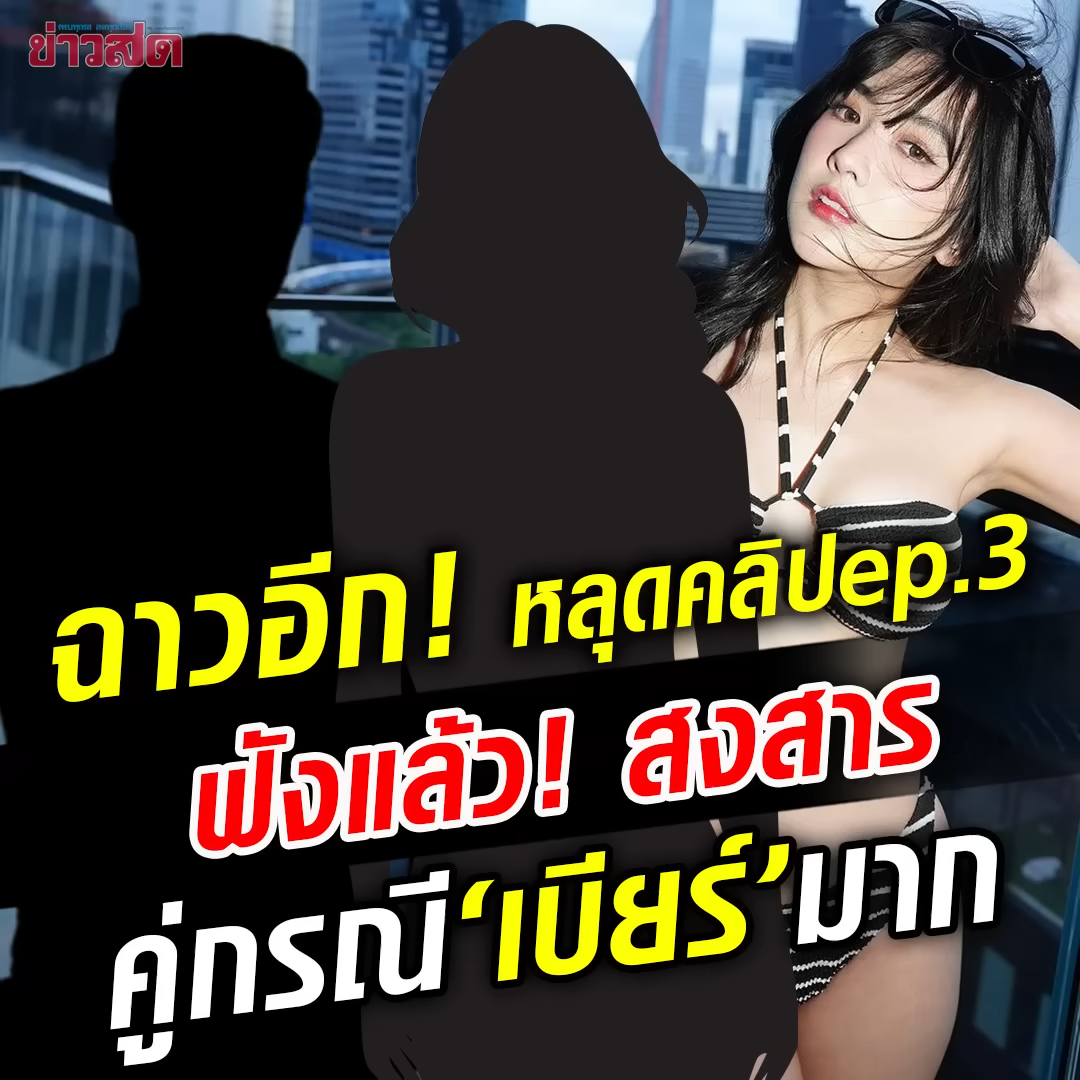 ข่าวสด
ฉาวอีก! หลุดคลิปep.3
ฟังแล้ว! สงสาร
คู่กรณี‘เบียร์’มาก